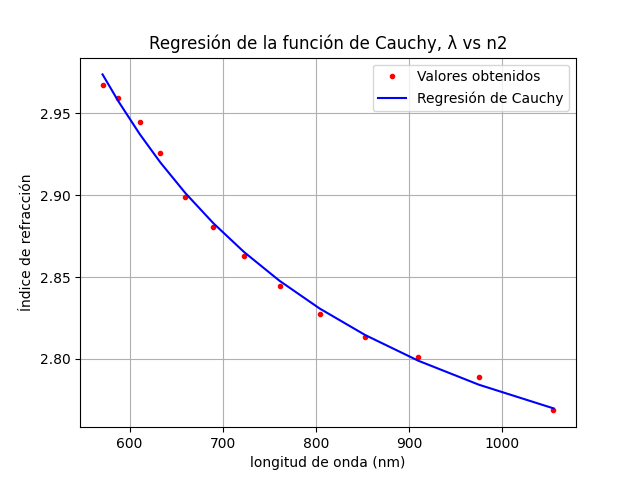 Regresión de la función de Cauchy, λ vs n2
Valores obtenidos
Regresión de Cauchy
2.95
2.90
2.85
2.80
Índice de refracción
600
700
800
900
1000
longitud de onda (nm)